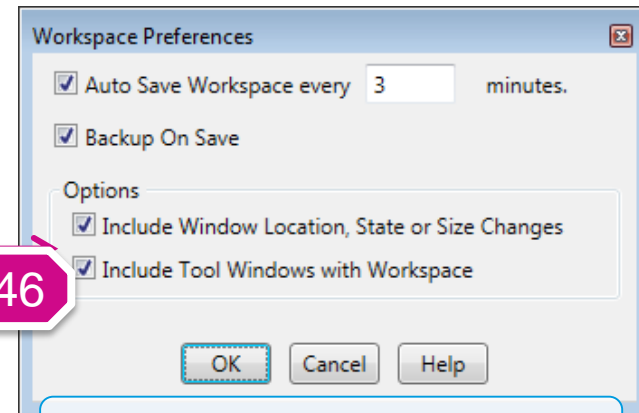 Workspace Preferences
Auto Save Workspace every 3 minutes.
Backup On Save
Options
Include Window Location, State or Size Changes
Include Tool Windows with Workspace
46
OK Cancel Help